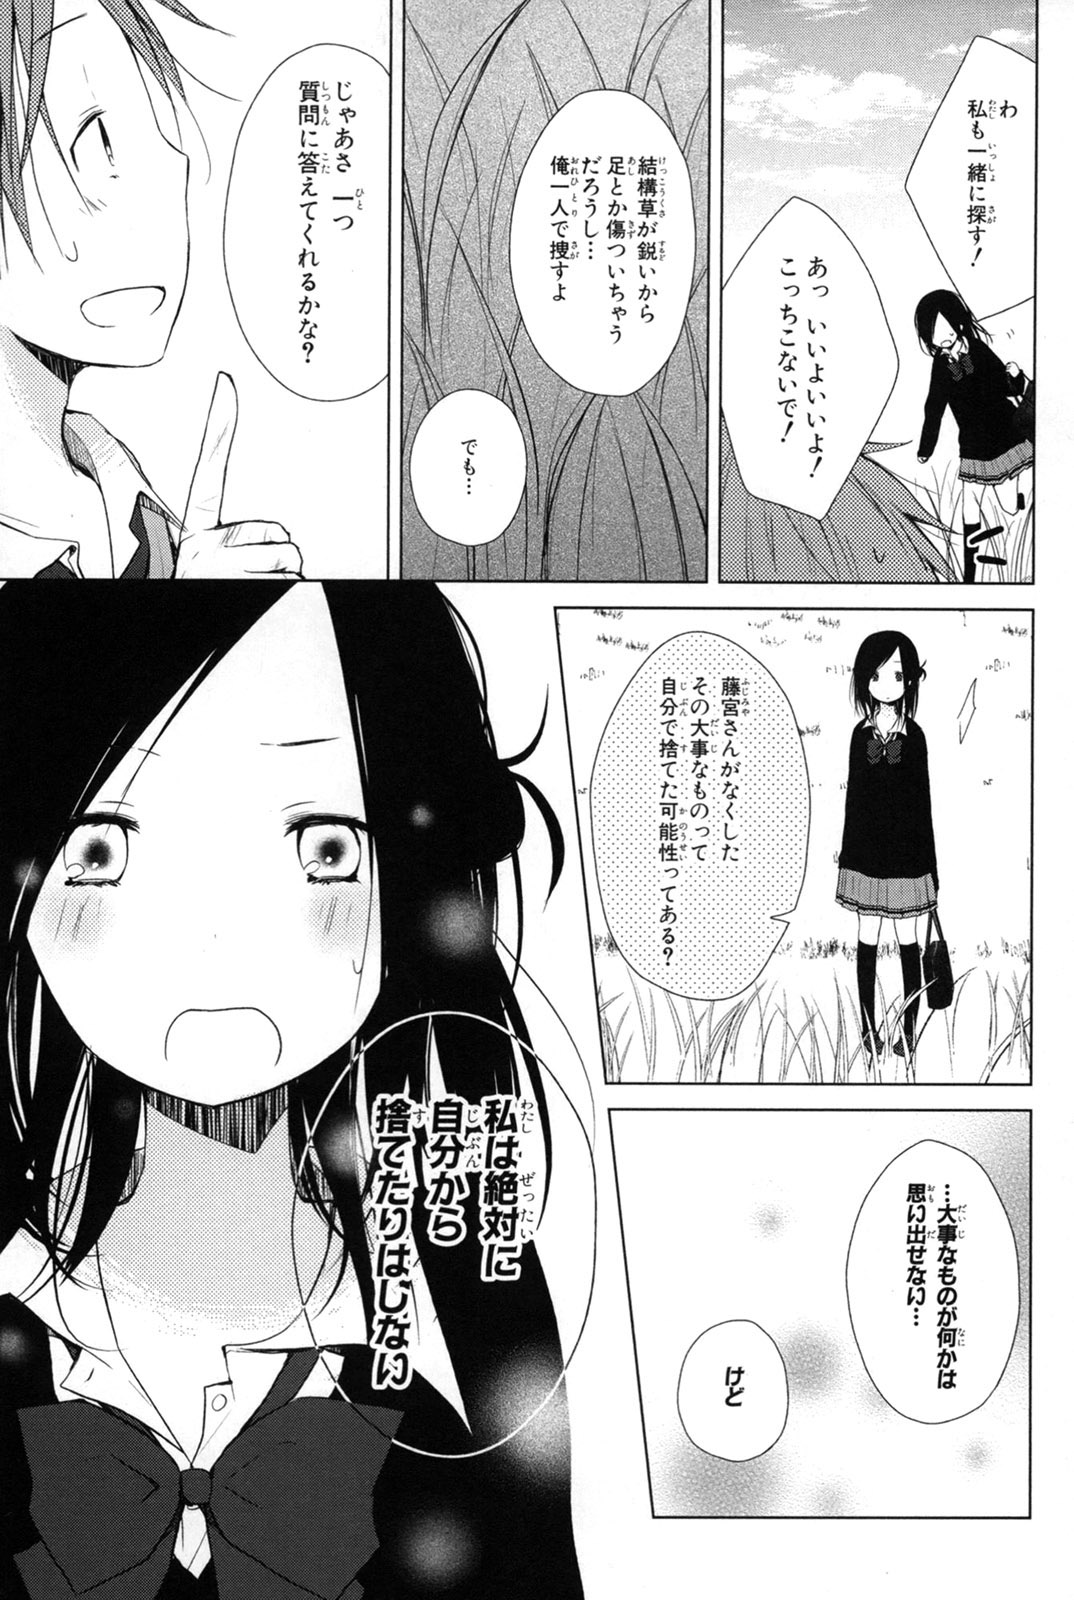 わ
私も一緒に探す!
あっ いいよいいよ!
こっちこないで!
結構草が鋭いから
足とか傷ついちゃう
だろうし…
俺一人で捜すよ
でも…
じゃあさ 一つ
質問に答えてくれるかな?
藤宮さんがなくした
その大事なものって
自分で捨てた可能性ってある?
…大事なものが何かは
思い出せない…
けど
私は絶対に
自分から
捨てたりはしない